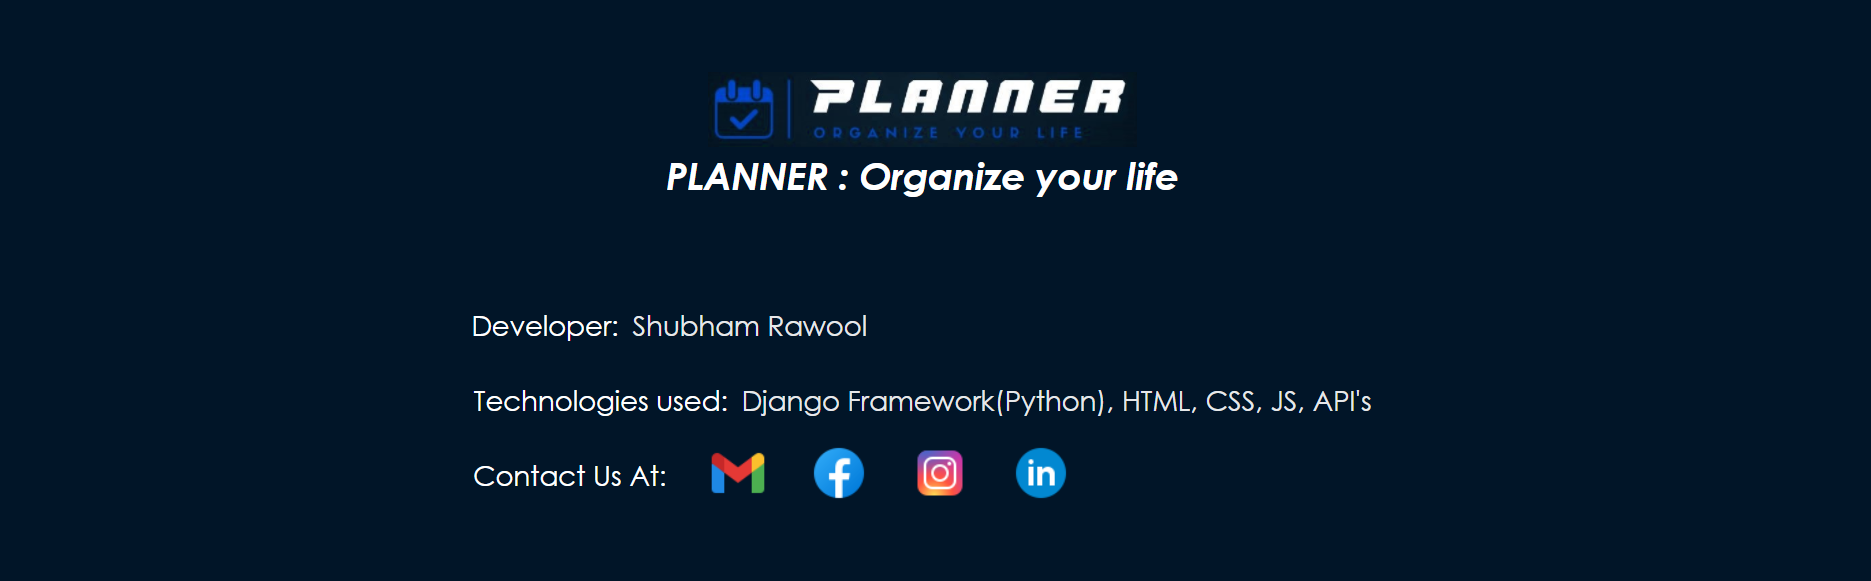 PLANNER
ORGANIZE YOUR LIFE
PLANNER : Organize your life
Developer: Shubham Rawool
Technologies used: Django Framework(Python), HTML, CSS, JS, API's
Contact Us At: